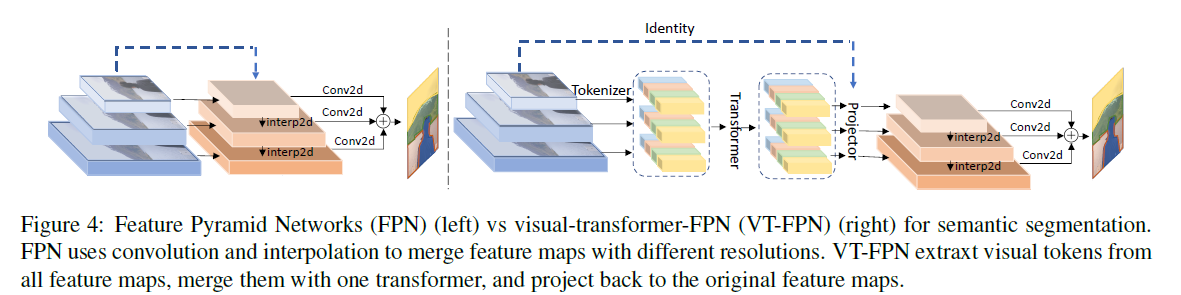 Identity
Conv2d
Conv2d
Conv2d
interp2d
interp2d
Tokenizer
Transformer
Projector
Conv2d
Conv2d
Conv2d
interp2d
interp2d
Figure 4: Feature Pyramid Networks (FPN) (left) vs visual-transformer-FPN (VT-FPN) (right) for semantic segmentation.
FPN uses convolution and interpolation to merge feature maps with different resolutions. VT-FPN extraxt visual tokens from
all feature maps, merge them with one transformer, and project back to the original feature maps.